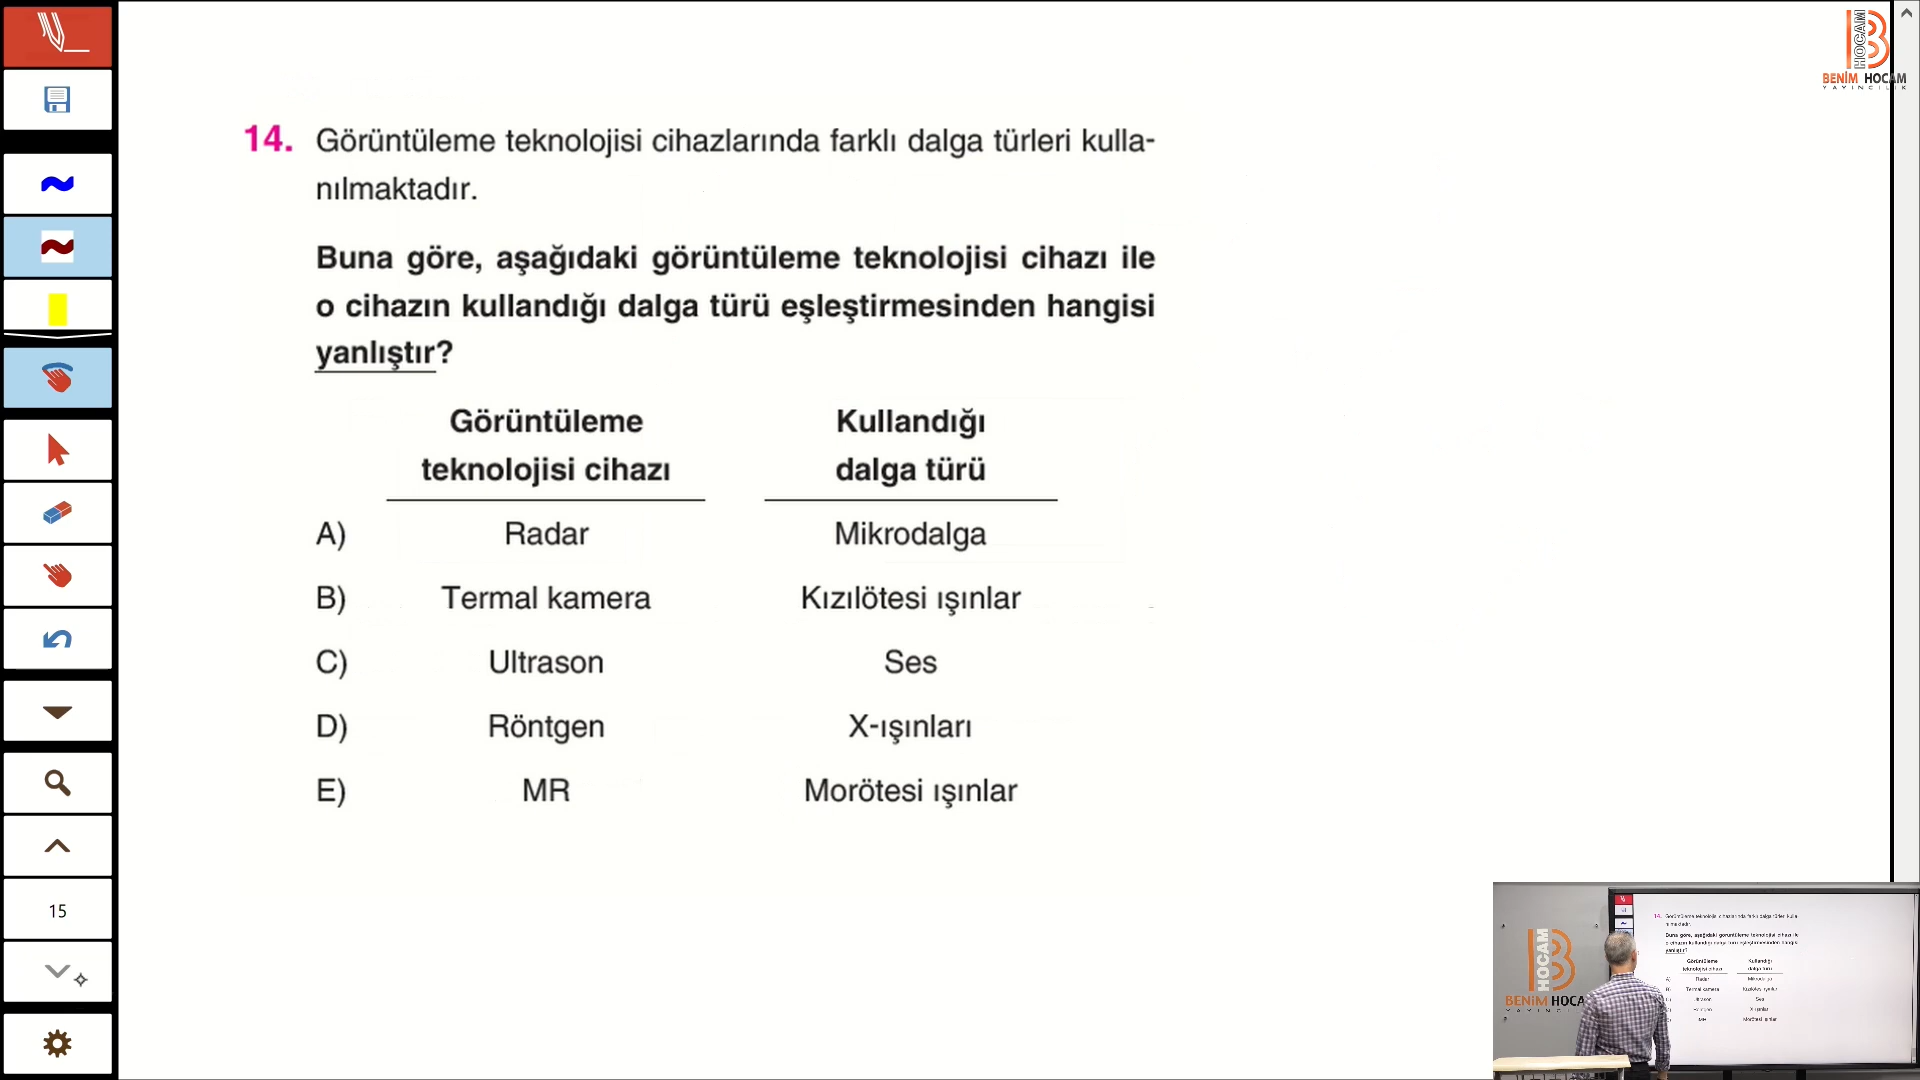 BENİM HOCAM
YAYINCILIK
14. Görüntüleme teknolojisi cihazlarında farklı dalga türleri kulla-
nılmaktadır.
Buna göre, aşağıdaki görüntüleme teknolojisi cihazı ile
o cihazın kullandığı dalga türü eşleştirmesinden hangisi
yanlıştır?
Görüntüleme Kullandığı
teknolojisi cihazı dalga türü
A) Radar Mikrodalga
B) Termal kamera Kızılötesi ışınlar
C) Ultrason Ses
D) Röntgen X-ışınları
E) MR Morötesi ışınlar
15